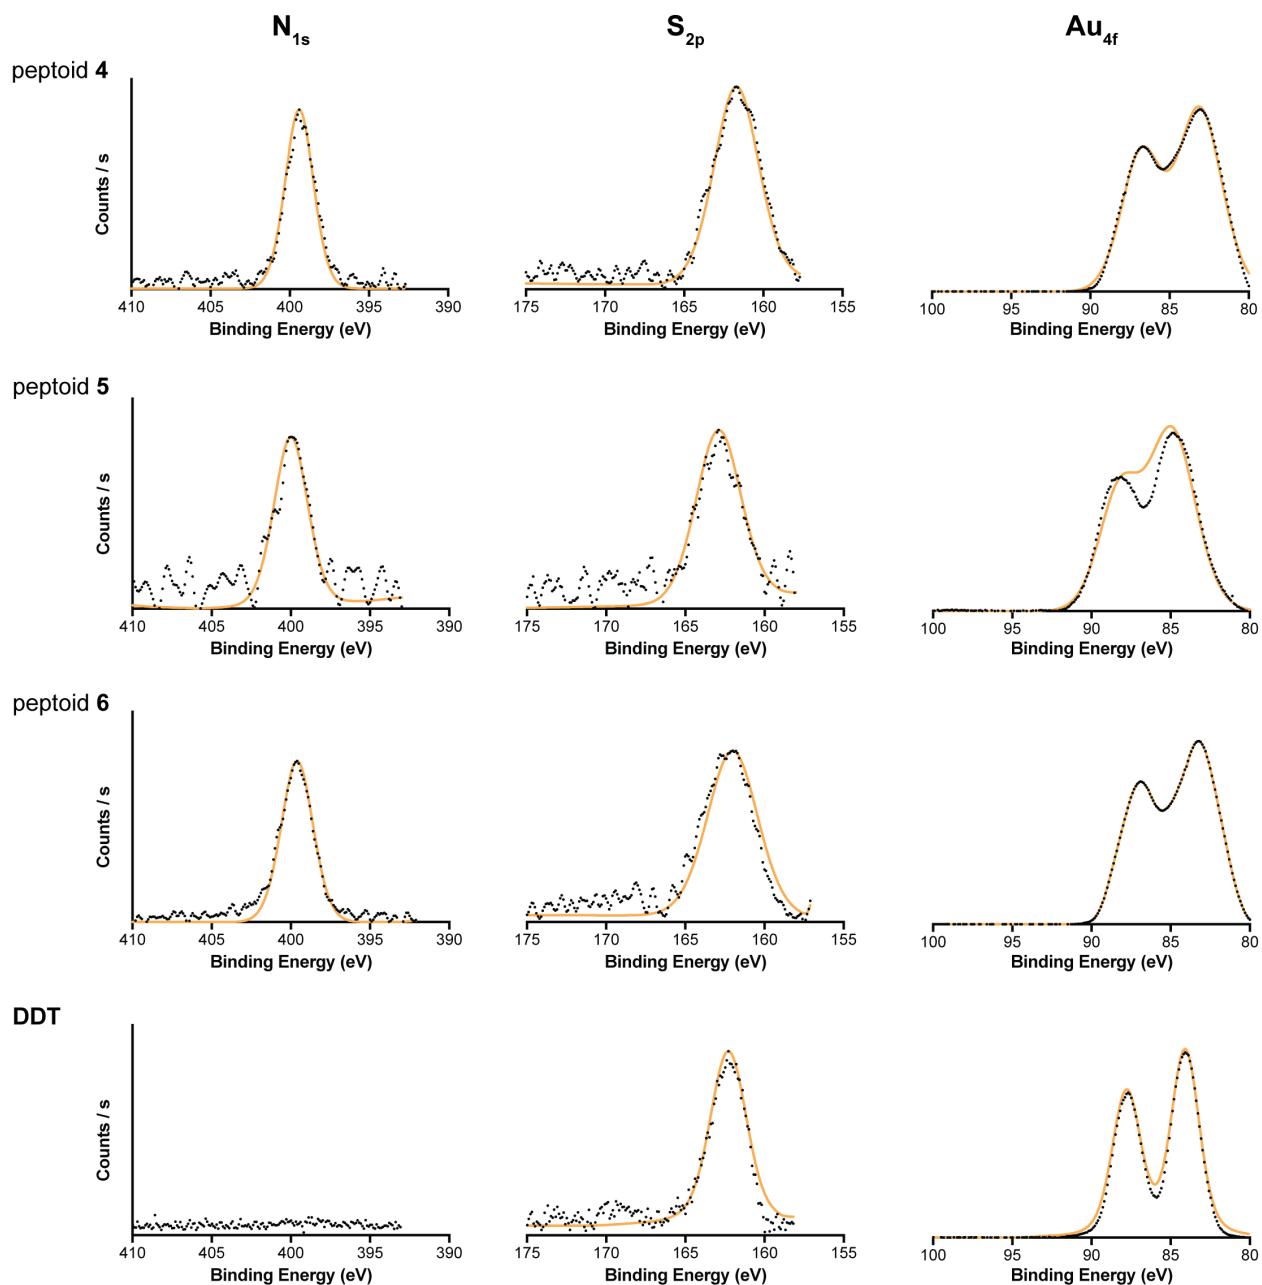 N1s S2p Au4f
peptoid 4
Counts / s
410 405 400 395 390
Binding Energy (eV)
175 170 165 160 155
Binding Energy (eV)
100 95 90 85 80
Binding Energy (eV)
peptoid 5
Counts / s
410 405 400 395 390
Binding Energy (eV)
175 170 165 160 155
Binding Energy (eV)
100 95 90 85 80
Binding Energy (eV)
peptoid 6
Counts / s
410 405 400 395 390
Binding Energy (eV)
175 170 165 160 155
Binding Energy (eV)
100 95 90 85 80
Binding Energy (eV)
DDT
Counts / s
410 405 400 395 390
Binding Energy (eV)
175 170 165 160 155
Binding Energy (eV)
100 95 90 85 80
Binding Energy (eV)